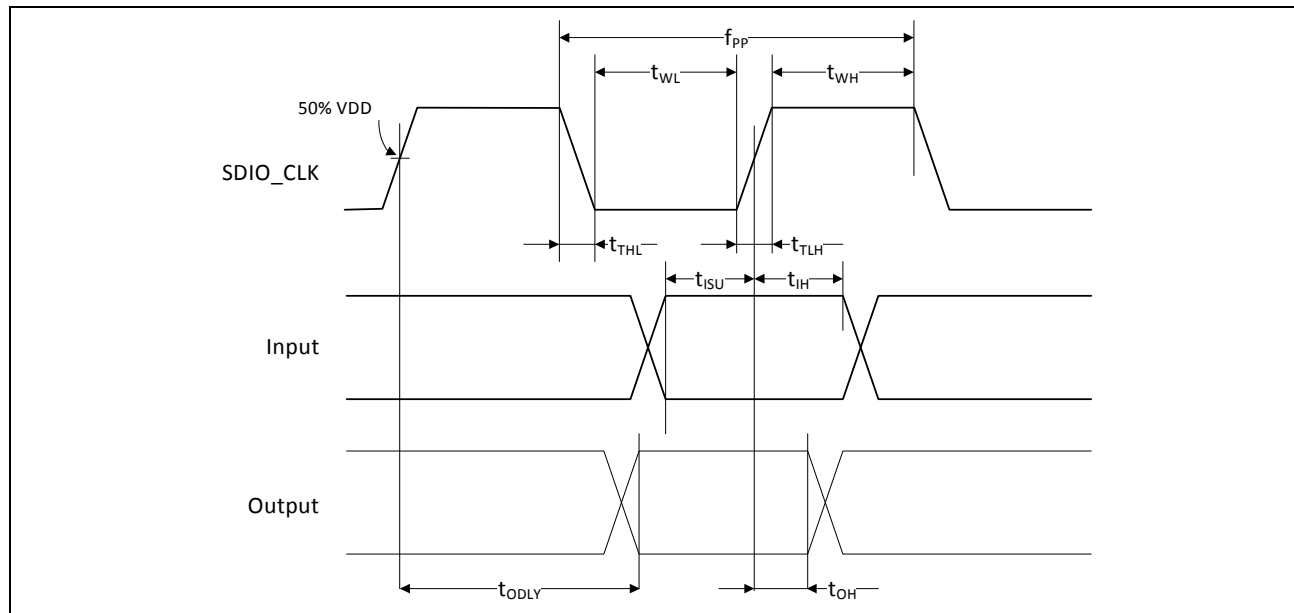 fPP
tWL
tWH
50% VDD
SDIO_CLK
tTHL
tTLH
tISU
tIH
Input
Output
tODLY
tOH